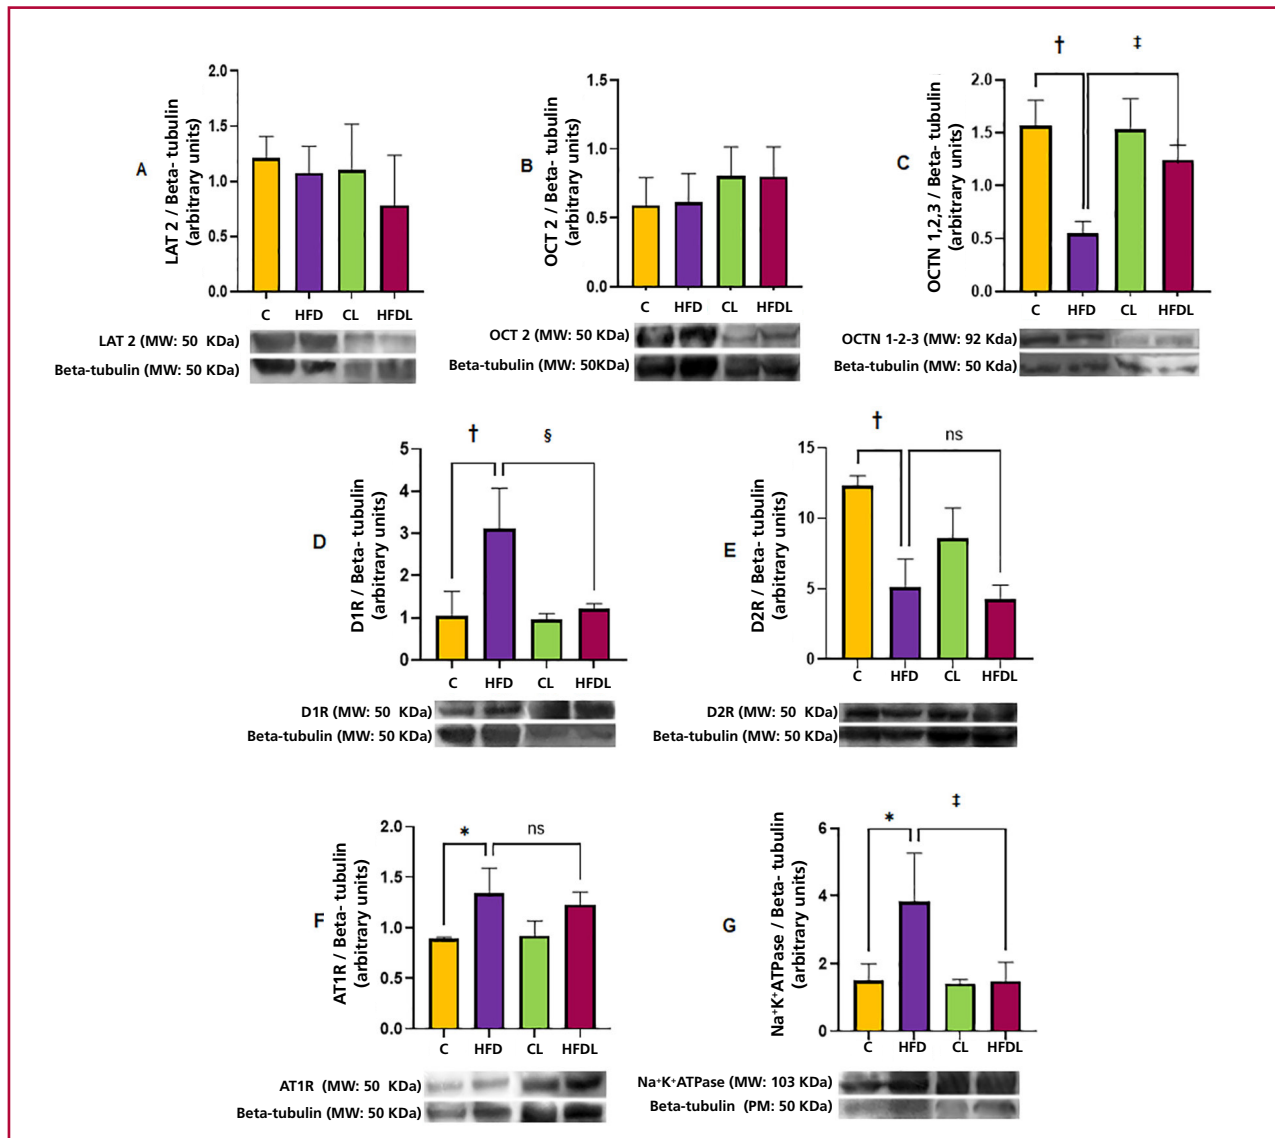 A
LAT 2 / Beta- tubulin
(arbitrary units)
2.0
1.5
1.0
0.5
0.0
C HFD CL HFDL
LAT 2 (MW: 50 KDa)
Beta-tubulin (MW: 50 KDa)
B
OCT 2 / Beta- tubulin
(arbitrary units)
1.5
1.0
0.5
0.0
C HFD CL HFDL
OCT 2 (MW: 50 KDa)
Beta-tubulin (MW: 50KDa)
C
OCTN 1,2,3 / Beta- tubulin
(arbitrary units)
† ‡
2.0
1.5
1.0
0.5
0.0
C HFD CL HFDL
OCTN 1-2-3 (MW: 92 Kda)
Beta-tubulin (MW: 50 Kda)
D
D1R / Beta- tubulin
(arbitrary units)
† §
5
4
3
2
1
0
C HFD CL HFDL
D1R (MW: 50 KDa)
Beta-tubulin (MW: 50 KDa)
E
D2R / Beta- tubulin
(arbitrary units)
† ns
15
10
5
0
C HFD CL HFDL
D2R (MW: 50 KDa)
Beta-tubulin (MW: 50 KDa)
F
AT1R / Beta- tubulin
(arbitrary units)
* ns
2.0
1.5
1.0
0.5
0.0
C HFD CL HFDL
AT1R (MW: 50 KDa)
Beta-tubulin (MW: 50 KDa)
G
Na⁺K⁺ATPase / Beta- tubulin
(arbitrary units)
* ‡
6
4
2
0
C HFD CL HFDL
Na⁺K⁺ATPase (MW: 103 KDa)
Beta-tubulin (PM: 50 KDa)